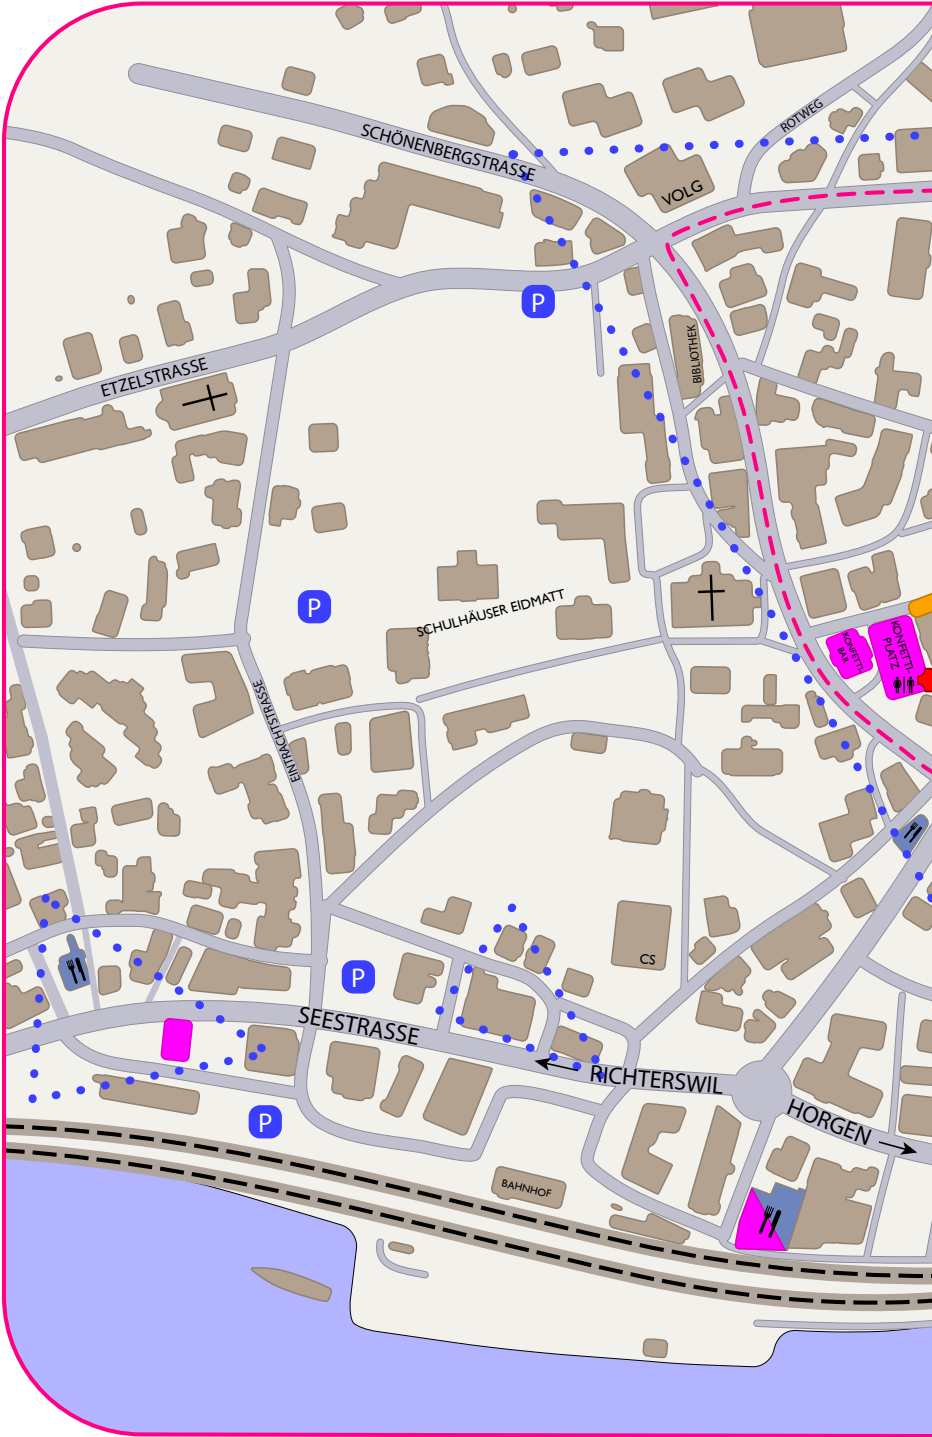 ROTWEG
SCHÖNENBERGSTRASSE
VOLG
P
BIBLIOTHEK
ETZELSTRASSE
P
SCHULHÄUSER EIDMATT
KONFETTI-
BAR
KONFETTI-
PLATZ
EINTRACHTSTRASSE
CS
P
SEESTRASSE
RICHTERSWIL
HORGEN
P
BAHNHOF